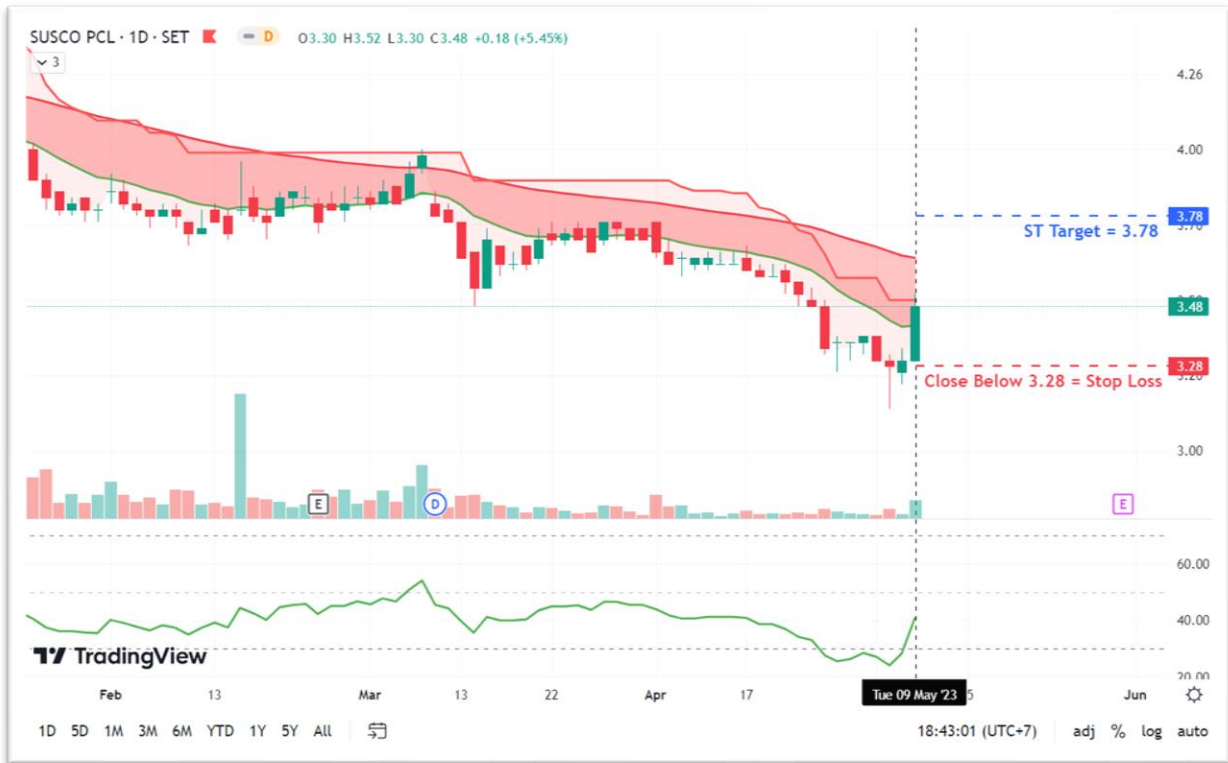 SUSCO PCL · 1D · SET D O3.30 H3.52 L3.30 C3.48 +0.18 (+5.45%)
3
4.26
4.00
3.78
ST Target = 3.78
3.48
3.28
Close Below 3.28 = Stop Loss
3.20
3.00
E D E
60.00
40.00
TradingView
20.00
Feb 13 Mar 13 22 Apr 17 Tue 09 May '23 5 Jun
1D 5D 1M 3M 6M YTD 1Y 5Y All 18:43:01 (UTC+7) adj % log auto